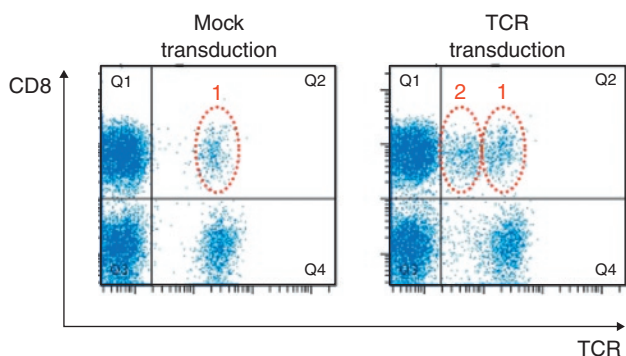 Mock
transduction
TCR
transduction
CD8
Q1
1
Q2
Q3
Q4
Q1
2
1
Q2
Q3
Q4
TCR